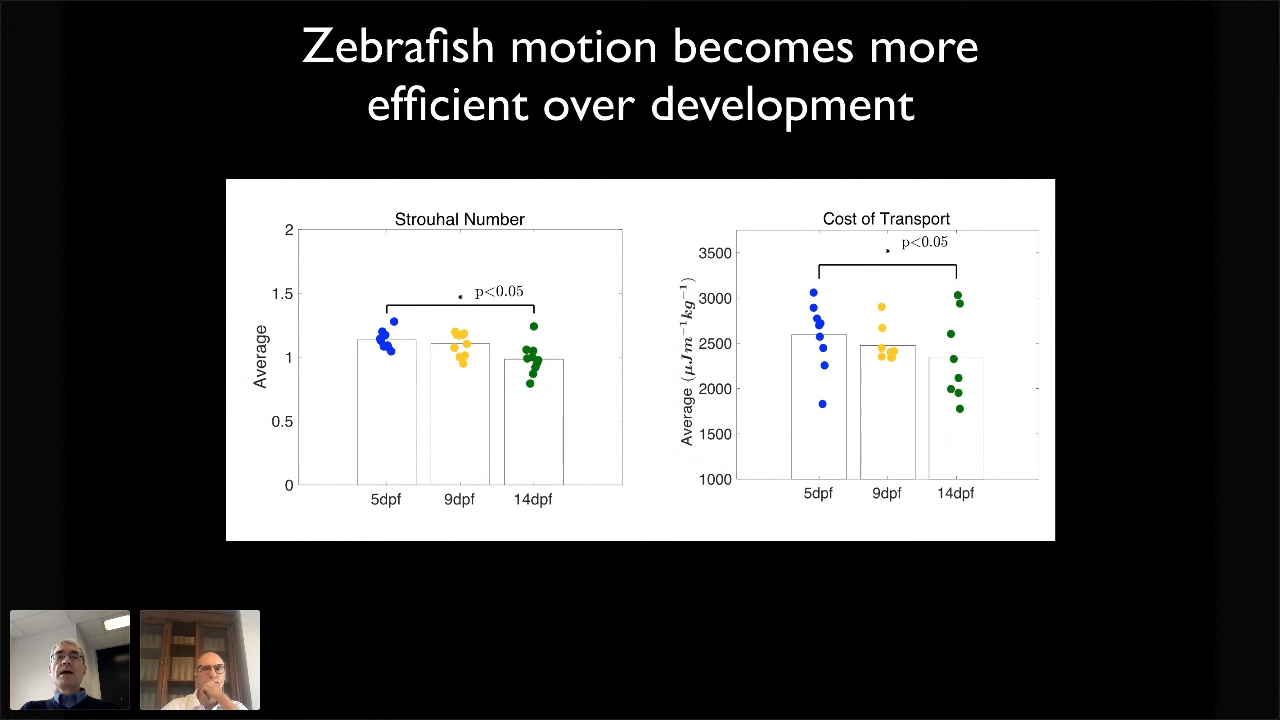 Zebrafish motion becomes more
efficient over development
Strouhal Number
2
1.5
1
0.5
0
Average
* p<0.05
5dpf 9dpf 14dpf
Cost of Transport
3500
3000
2500
2000
1500
1000
Average (μJm⁻¹kg⁻¹)
* p<0.05
5dpf 9dpf 14dpf